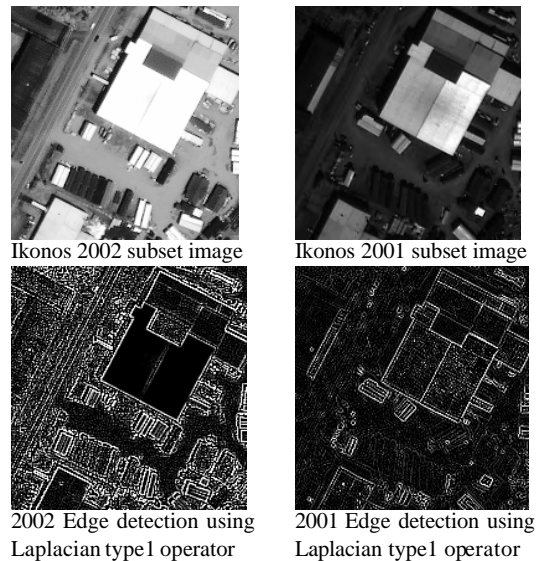 Ikonos 2002 subset image
Ikonos 2001 subset image
2002 Edge detection using
Laplacian type1 operator
2001 Edge detection using
Laplacian type1 operator